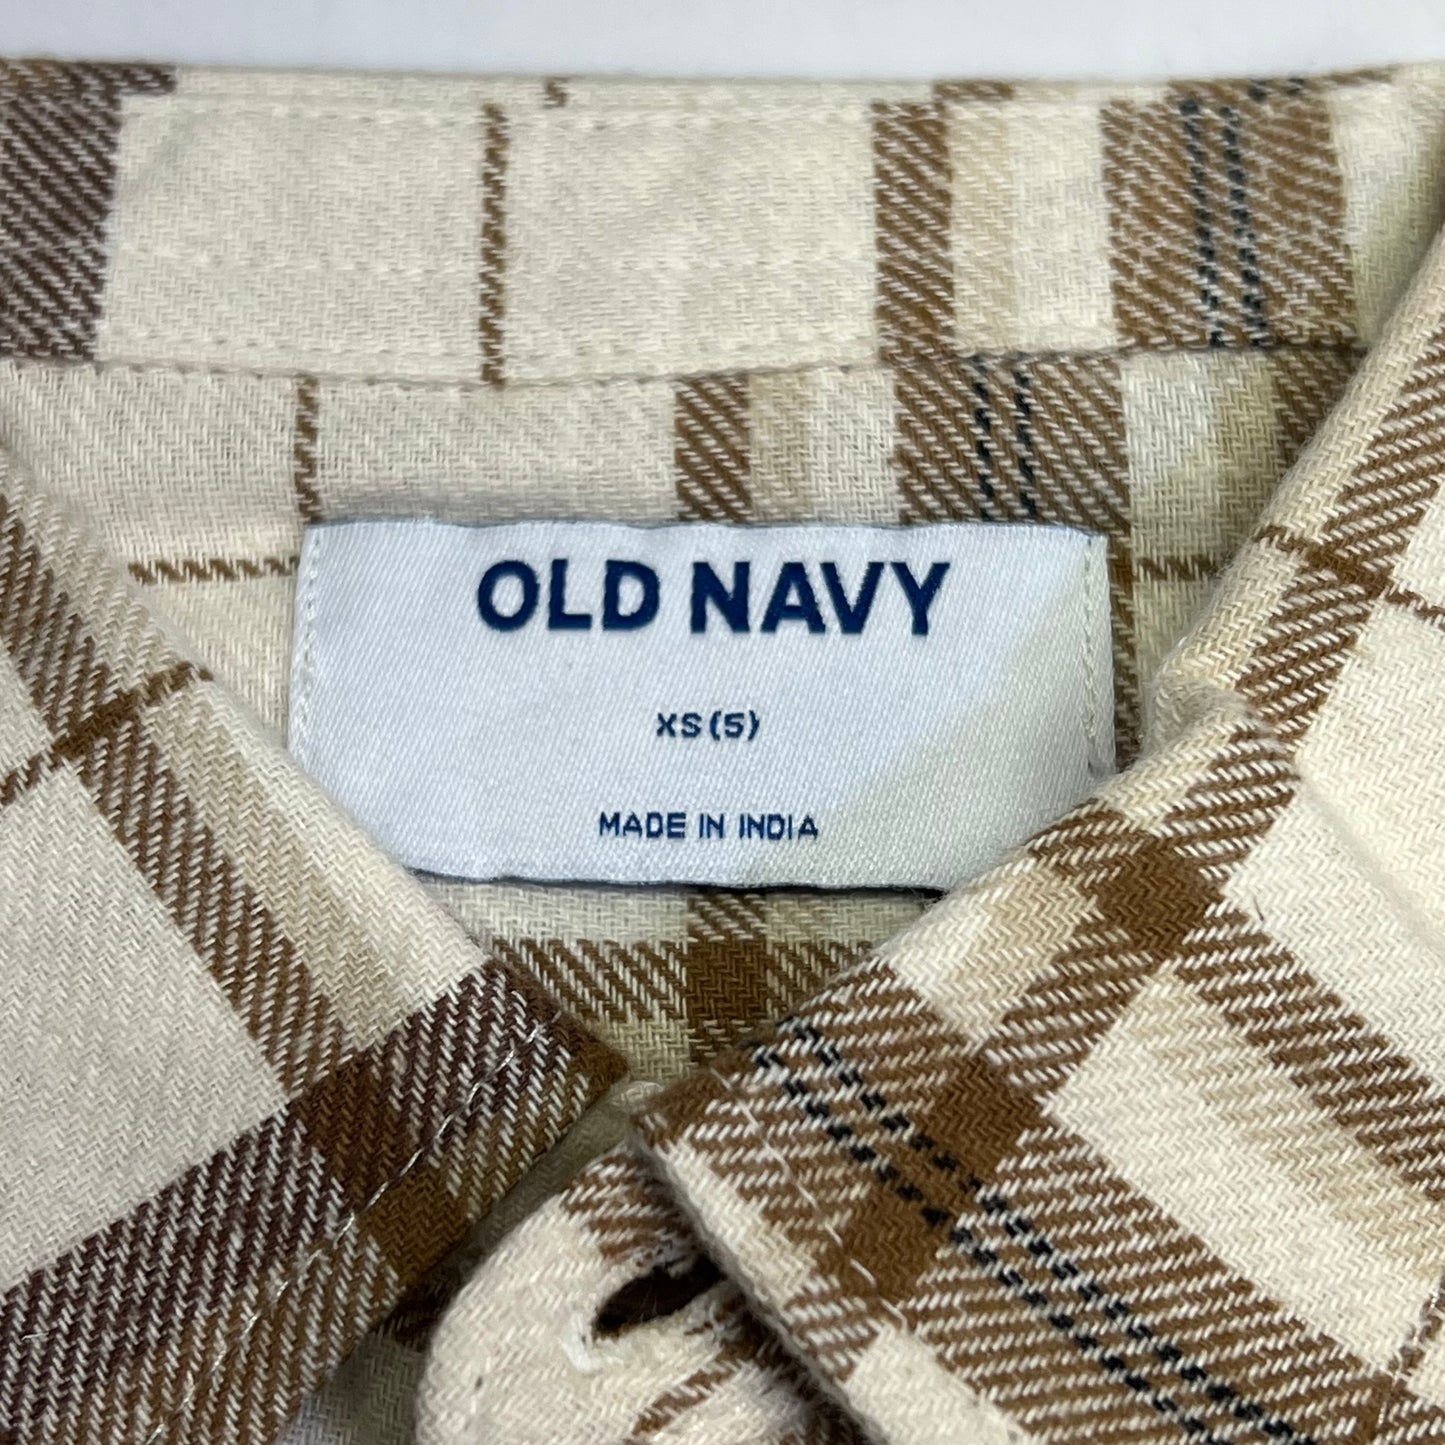 OLD NAVY
XS (5)
MADE IN INDIA